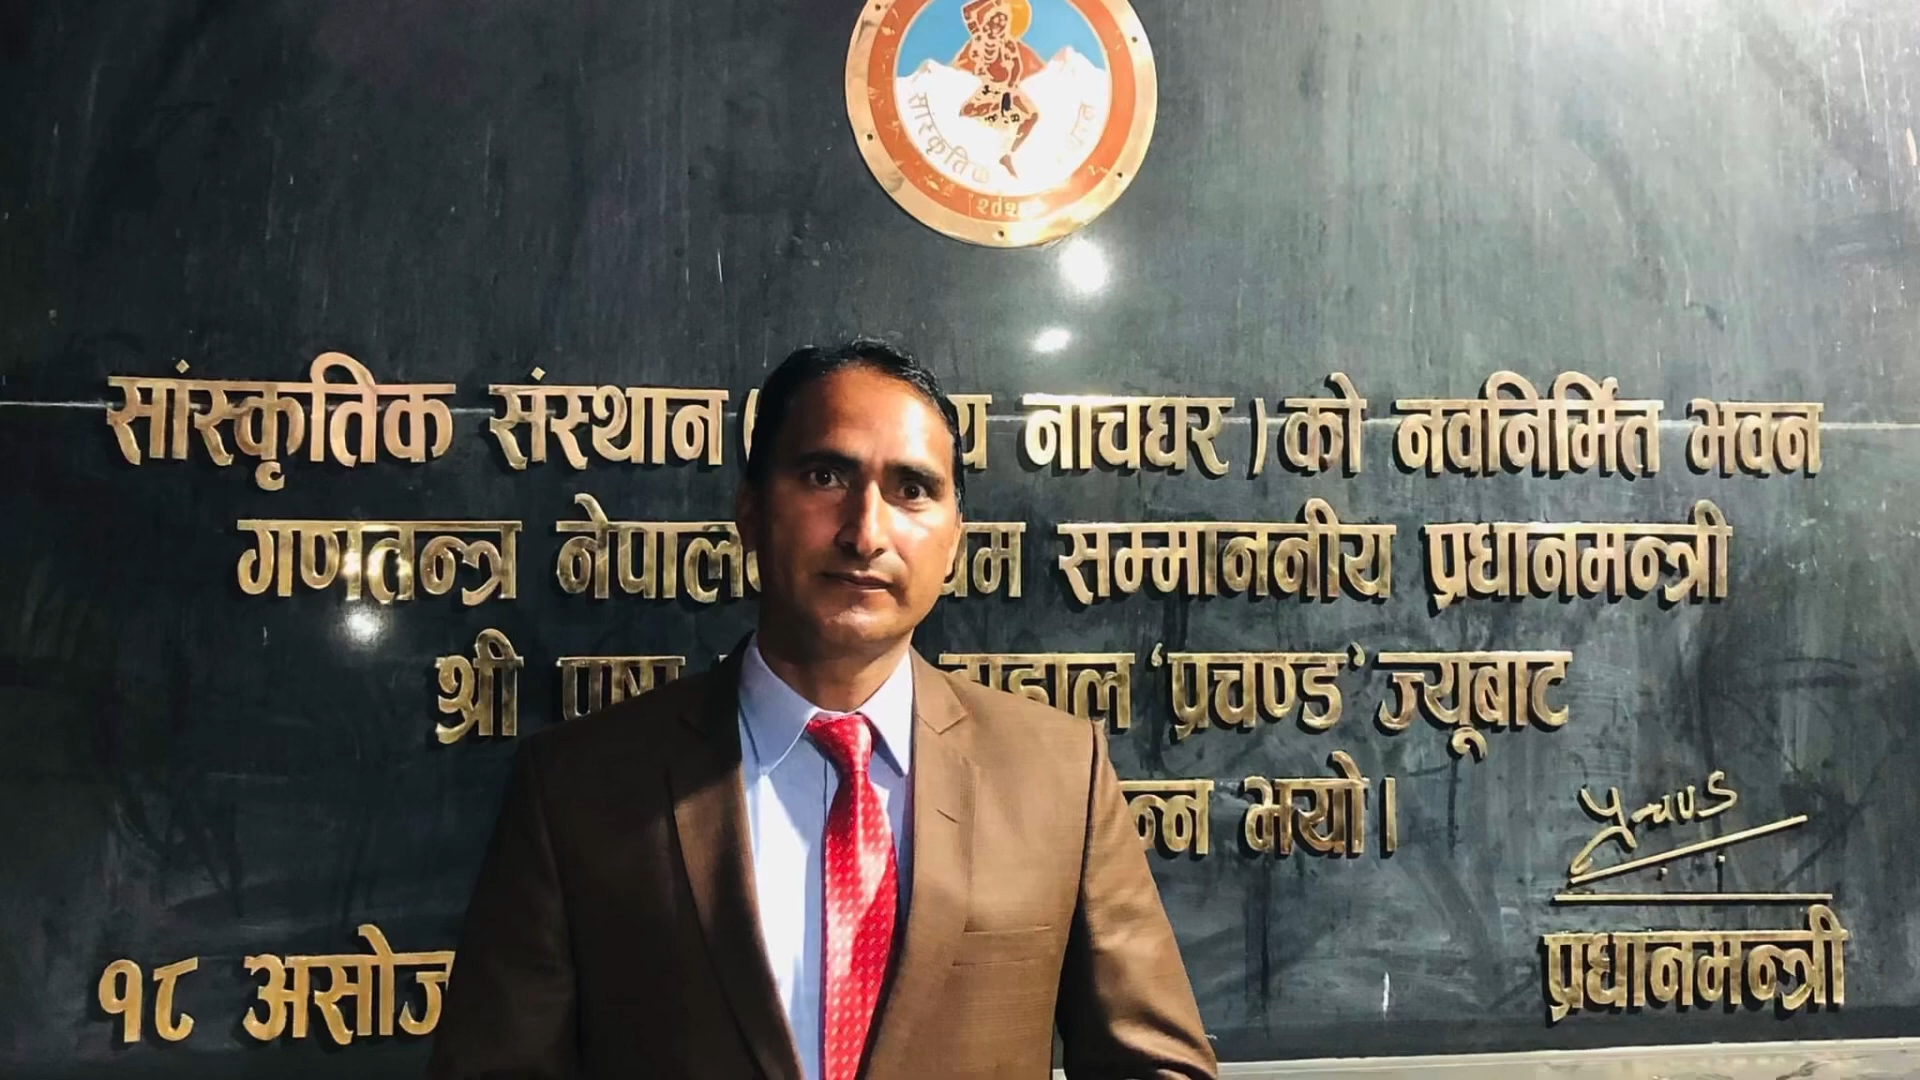 सांस्कृतिक
सांस्कृतिक संस्थान ( नाचघर ) को नवनिर्मित भवन
गणतन्त्र नेपाल सम्माननीय प्रधानमन्त्री
श्री ‘प्रचण्ड’ ज्यूबाट
भयो।
प्रचण्ड
१८ असोज
प्रधानमन्त्री